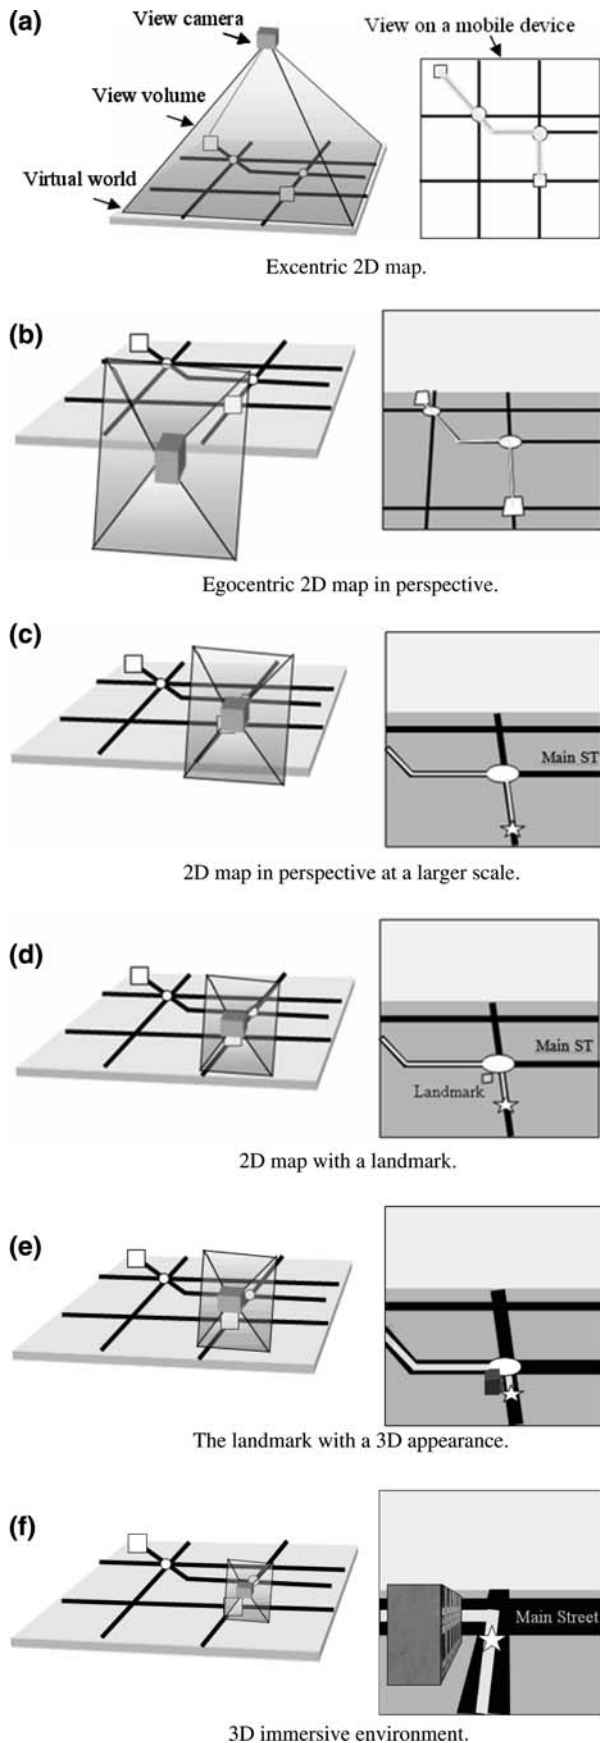 (a)
View camera
View on a mobile device
View volume
Virtual world
Excentric 2D map.
(b)
Egocentric 2D map in perspective.
(c)
Main ST
2D map in perspective at a larger scale.
(d)
Main ST
Landmark
2D map with a landmark.
(e)
The landmark with a 3D appearance.
(f)
Main Street
3D immersive environment.